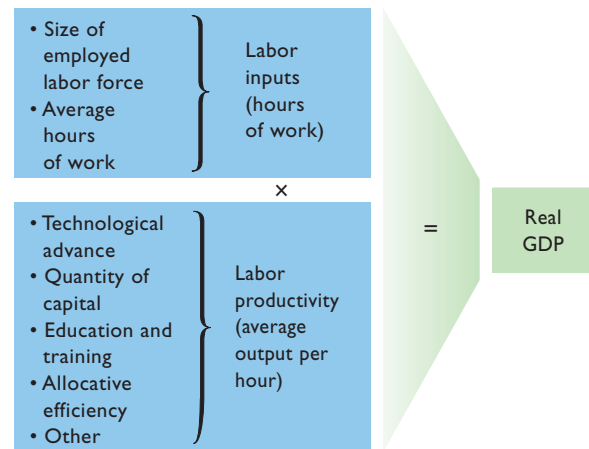 • Size of
employed
labor force
• Average
hours
of work
Labor
inputs
(hours
of work)
×
• Technological
advance
• Quantity of
capital
• Education and
training
• Allocative
efficiency
• Other
Labor
productivity
(average
output per
hour)
=
Real
GDP